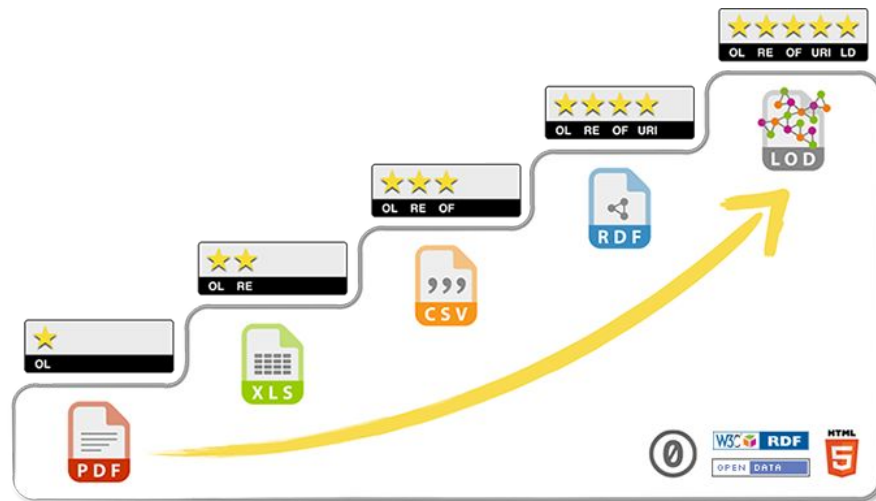 OL RE OF URI LD
OL RE OF URI
LOD
OL RE OF
RDF
OL RE
CSV
OL
XLS
PDF
0
W3C RDF
HTML
5
OPEN DATA